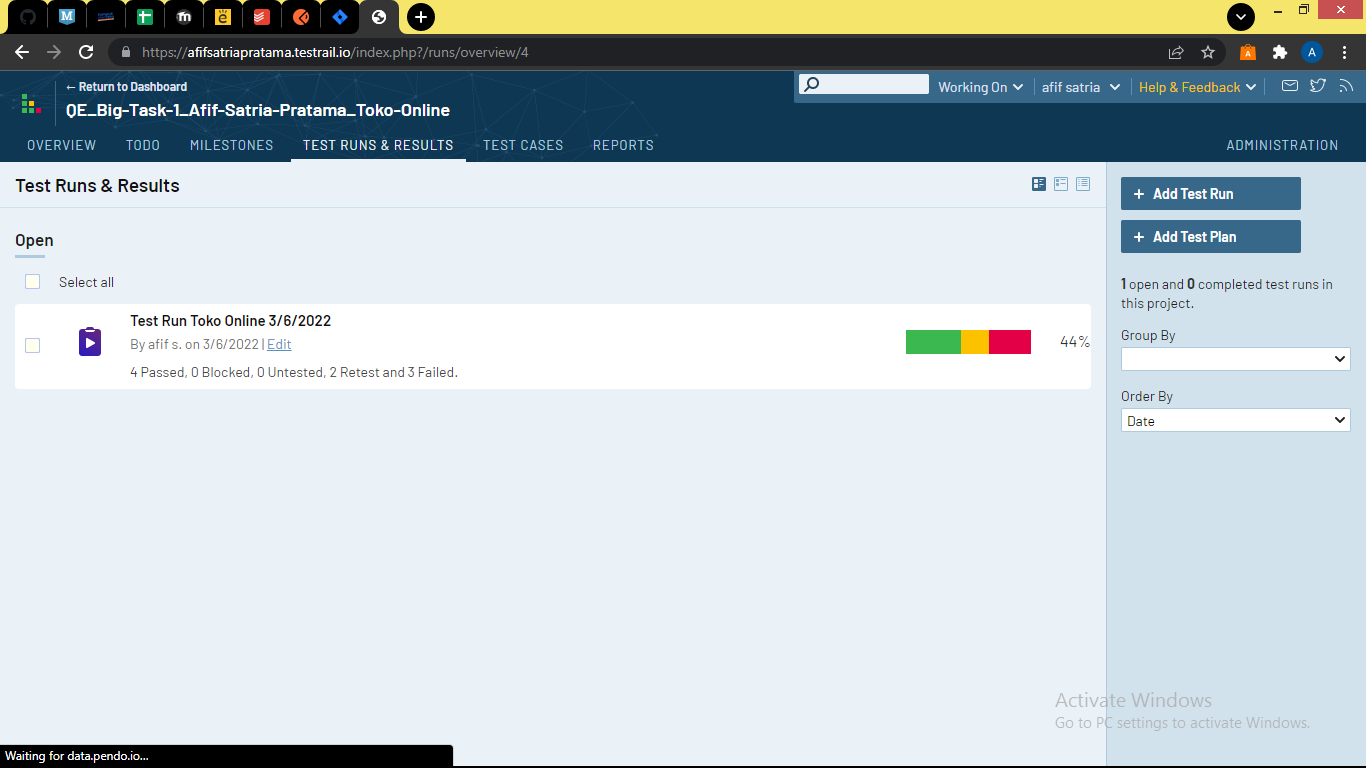 https://afifsatriapratama.testrail.io/index.php?/runs/overview/4
A
← Return to Dashboard
QE_Big-Task-1_Afif-Satria-Pratama_Toko-Online
Working On
afif satria
Help & Feedback
OVERVIEW
TODO
MILESTONES
TEST RUNS & RESULTS
TEST CASES
REPORTS
ADMINISTRATION
Test Runs & Results
+ Add Test Run
+ Add Test Plan
1 open and 0 completed test runs in
this project.
Group By
Order By
Date
Open
Select all
Test Run Toko Online 3/6/2022
By afif s. on 3/6/2022 | Edit
4 Passed, 0 Blocked, 0 Untested, 2 Retest and 3 Failed.
44%
Activate Windows
Go to PC settings to activate Windows.
Waiting for data.pendo.io...